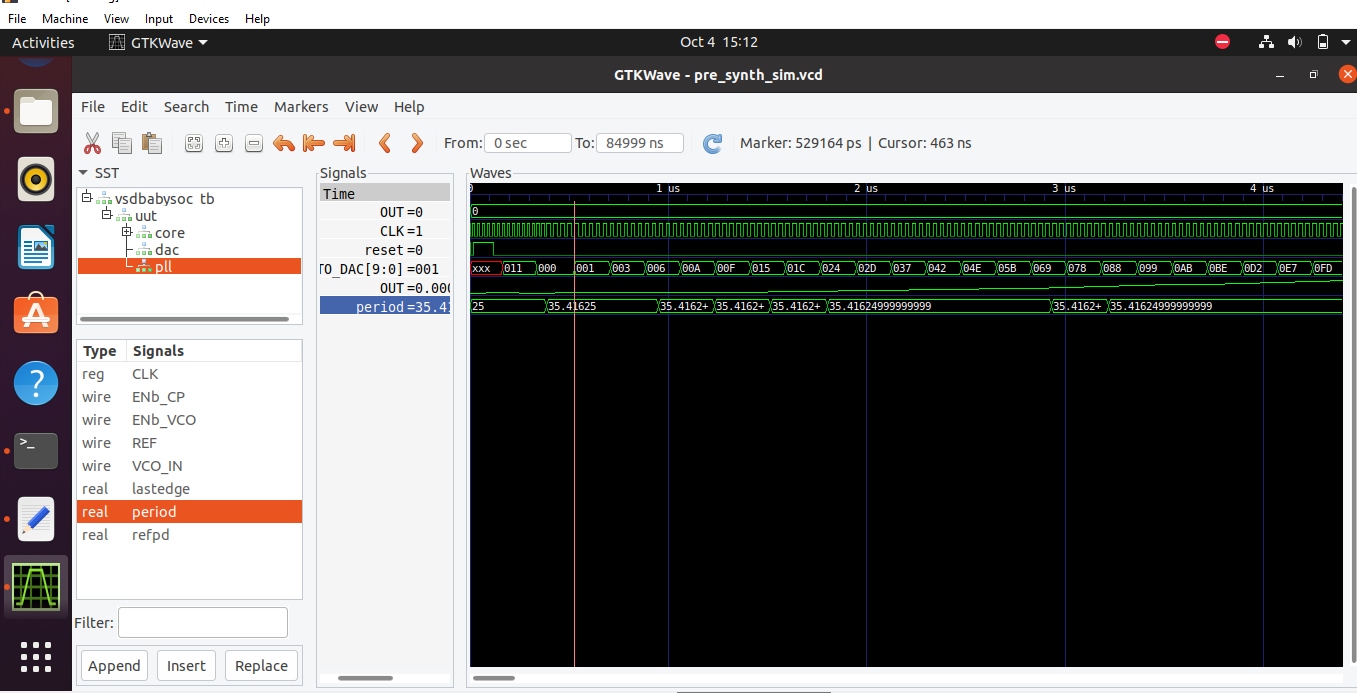 File Machine View Input Devices Help
Activities GTKWave Oct 4 15:12
GTKWave - pre_synth_sim.vcd
File Edit Search Time Markers View Help
From: 0 sec To: 84999 ns Marker: 529164 ps | Cursor: 463 ns
SST
vsdbabysoc_tb
uut
core
dac
pll
Type Signals
reg CLK
wire ENb_CP
wire ENb_VCO
wire REF
wire VCO_IN
real lastedge
real period
real refpd
Filter:
Append Insert Replace
Signals
Time
OUT=0
CLK=1
reset=0
TO_DAC[9:0]=001
OUT=0.000
period=35.41
Waves
0 1 us 2 us 3 us 4 us
0
xxx 011 000 001 003 006 00A 00F 015 01C 024 02D 037 042 04E 05B 069 078 088 099 0AB 0BE 0D2 0E7 0FD
25 35.41625 35.4162+ 35.4162+ 35.4162+ 35.41624999999999 35.4162+ 35.41624999999999